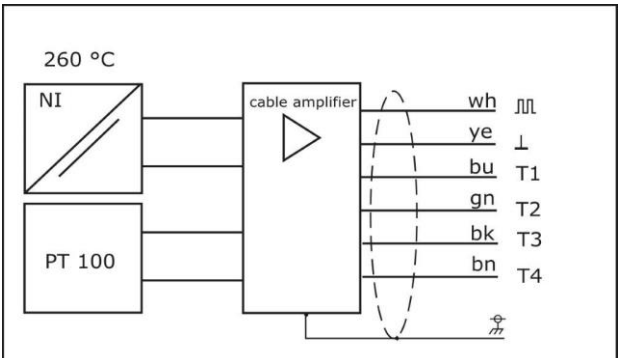 260 °C
NI
cable amplifier
PT 100
wh
ye ⊥
bu T1
gn T2
bk T3
bn T4